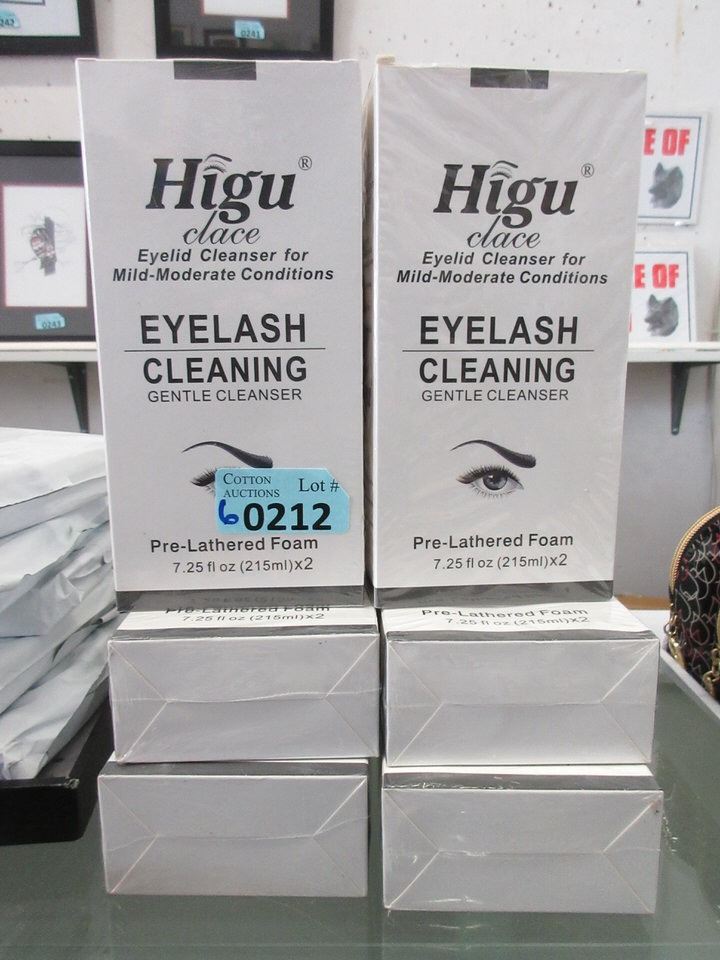 0242
0241
0243
Higu®
clace
Eyelid Cleanser for
Mild-Moderate Conditions
EYELASH
CLEANING
GENTLE CLEANSER
COTTON
AUCTIONS
Lot #
6 0212
Pre-Lathered Foam
7.25 fl oz (215ml)x2
Higu®
clace
Eyelid Cleanser for
Mild-Moderate Conditions
EYELASH
CLEANING
GENTLE CLEANSER
Pre-Lathered Foam
7.25 fl oz (215ml)x2
E OF
E OF
Pre-Lathered Foam
7.25 fl oz (215ml)x2
Pre-Lathered Foam
7.25 fl oz (215ml)x2